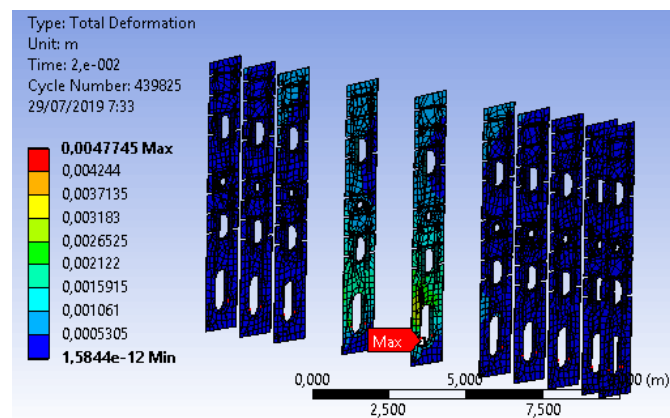 Type: Total Deformation
Unit: m
Time: 2,e-002
Cycle Number: 439825
29/07/2019 7:33
0,0047745 Max
0,004244
0,0037135
0,003183
0,0026525
0,002122
0,0015915
0,001061
0,0005305
1,5844e-12 Min
Max
0,000 5,000 (m)
2,500 7,500